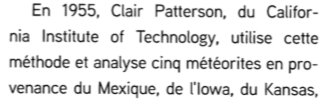 En 1955, Clair Patterson, du Califor-
nia Institute of Technology, utilise cette
méthode et analyse cinq météorites en pro-
venance du Mexique, de l'Iowa, du Kansas,